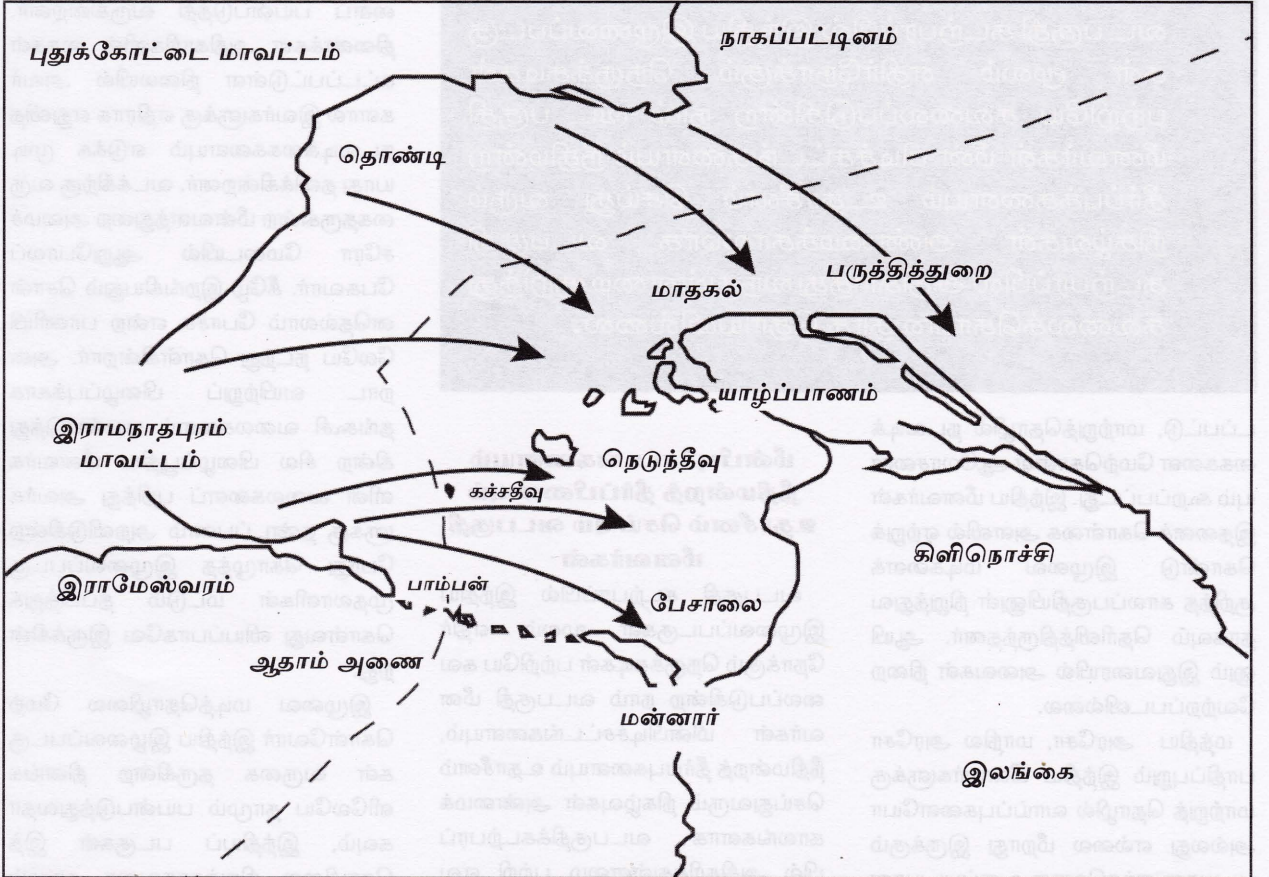 புதுக்கோட்டை மாவட்டம்
நாகப்பட்டினம்
தொண்டி
பருத்தித்துறை
மாதகல்
யாழ்ப்பாணம்
இராமநாதபுரம்
மாவட்டம்
நெடுந்தீவு
கச்சதீவு
கிளிநொச்சி
இராமேஸ்வரம்
பாம்பன்
பேசாலை
ஆதாம் அணை
மன்னார்
இலங்கை